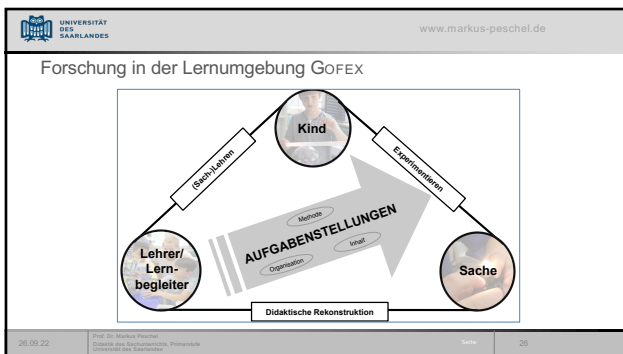 UNIVERSITÄT
DES
SAARLANDES
www.markus-peschel.de
Forschung in der Lernumgebung GOFEX
Kind
(Sach-)Lehren
Experimentieren
Methode
AUFGABENSTELLUNGEN
Inhalt
Organisation
Lehrer/
Lern-
begleiter
Sache
Didaktische Rekonstruktion
26.09.22
Prof. Dr. Markus Peschel
Didaktik des Sachunterrichts, Primarstufe
Universität des Saarlandes
Seite
26